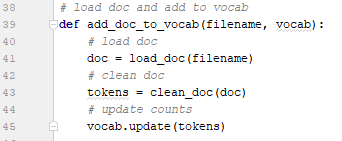 38 # load doc and add to vocab
39 def add_doc_to_vocab(filename, vocab):
40     # load doc
41     doc = load_doc(filename)
42     # clean doc
43     tokens = clean_doc(doc)
44     # update counts
45     vocab.update(tokens)